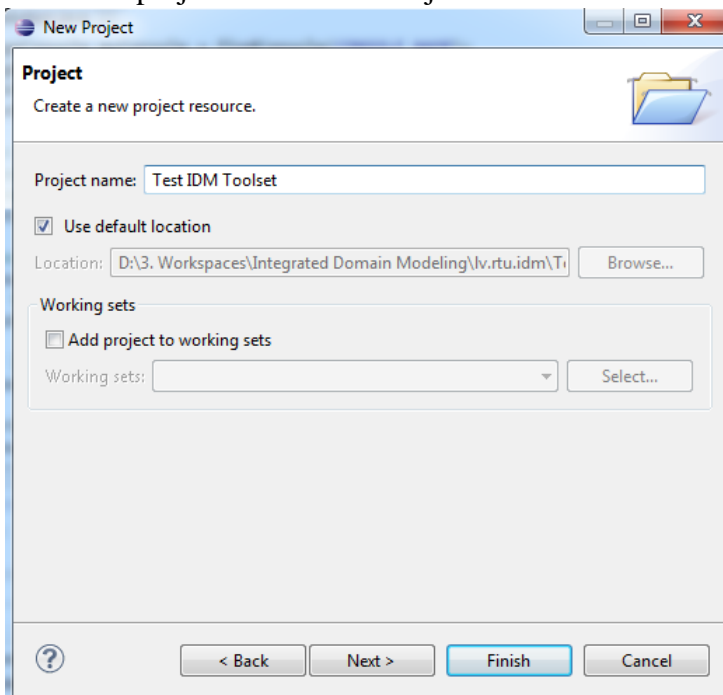 New Project
Project
Create a new project resource.
Project name: Test IDM Toolset
Use default location
Location: D:\3. Workspaces\Integrated Domain Modeling\lv.rtu.idm\T Browse...
Working sets
Add project to working sets
Working sets: Select...
? < Back Next > Finish Cancel